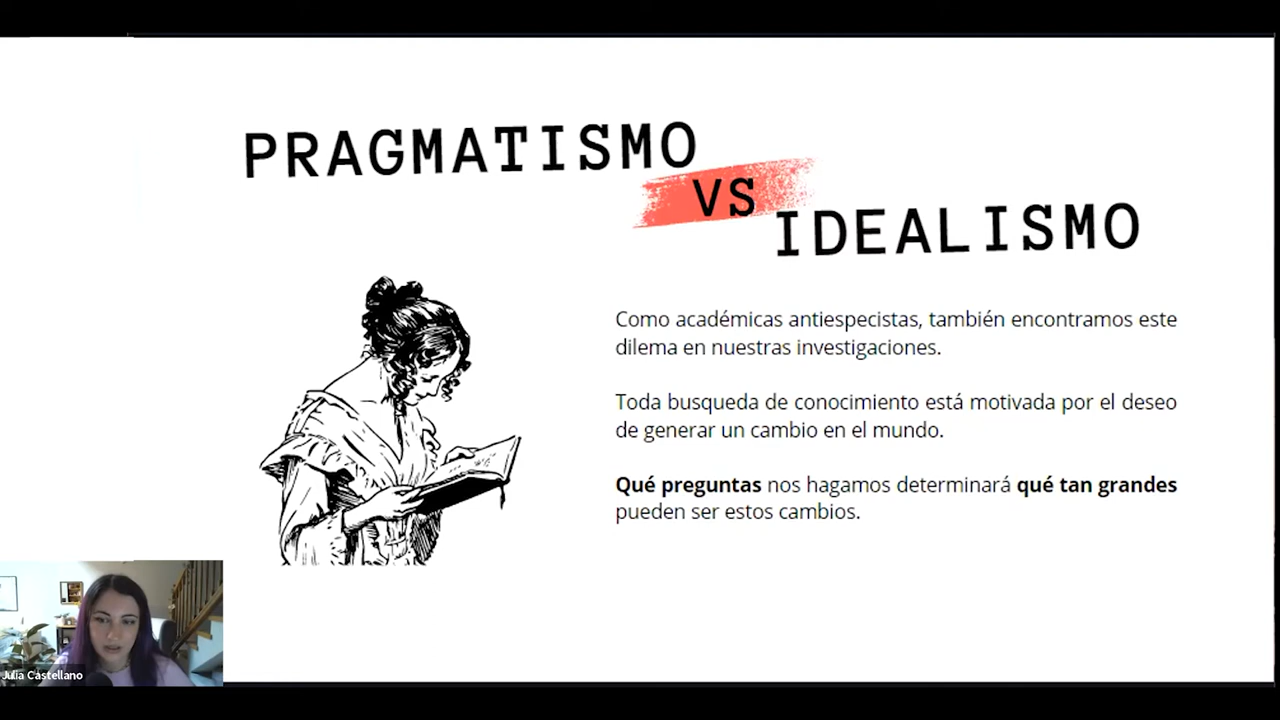 PRAGMATISMO
VS
IDEALISMO
Como académicas antiespecistas, también encontramos este
dilema en nuestras investigaciones.
Toda busqueda de conocimiento está motivada por el deseo
de generar un cambio en el mundo.
Qué preguntas nos hagamos determinará qué tan grandes
pueden ser estos cambios.
Julia Castellano